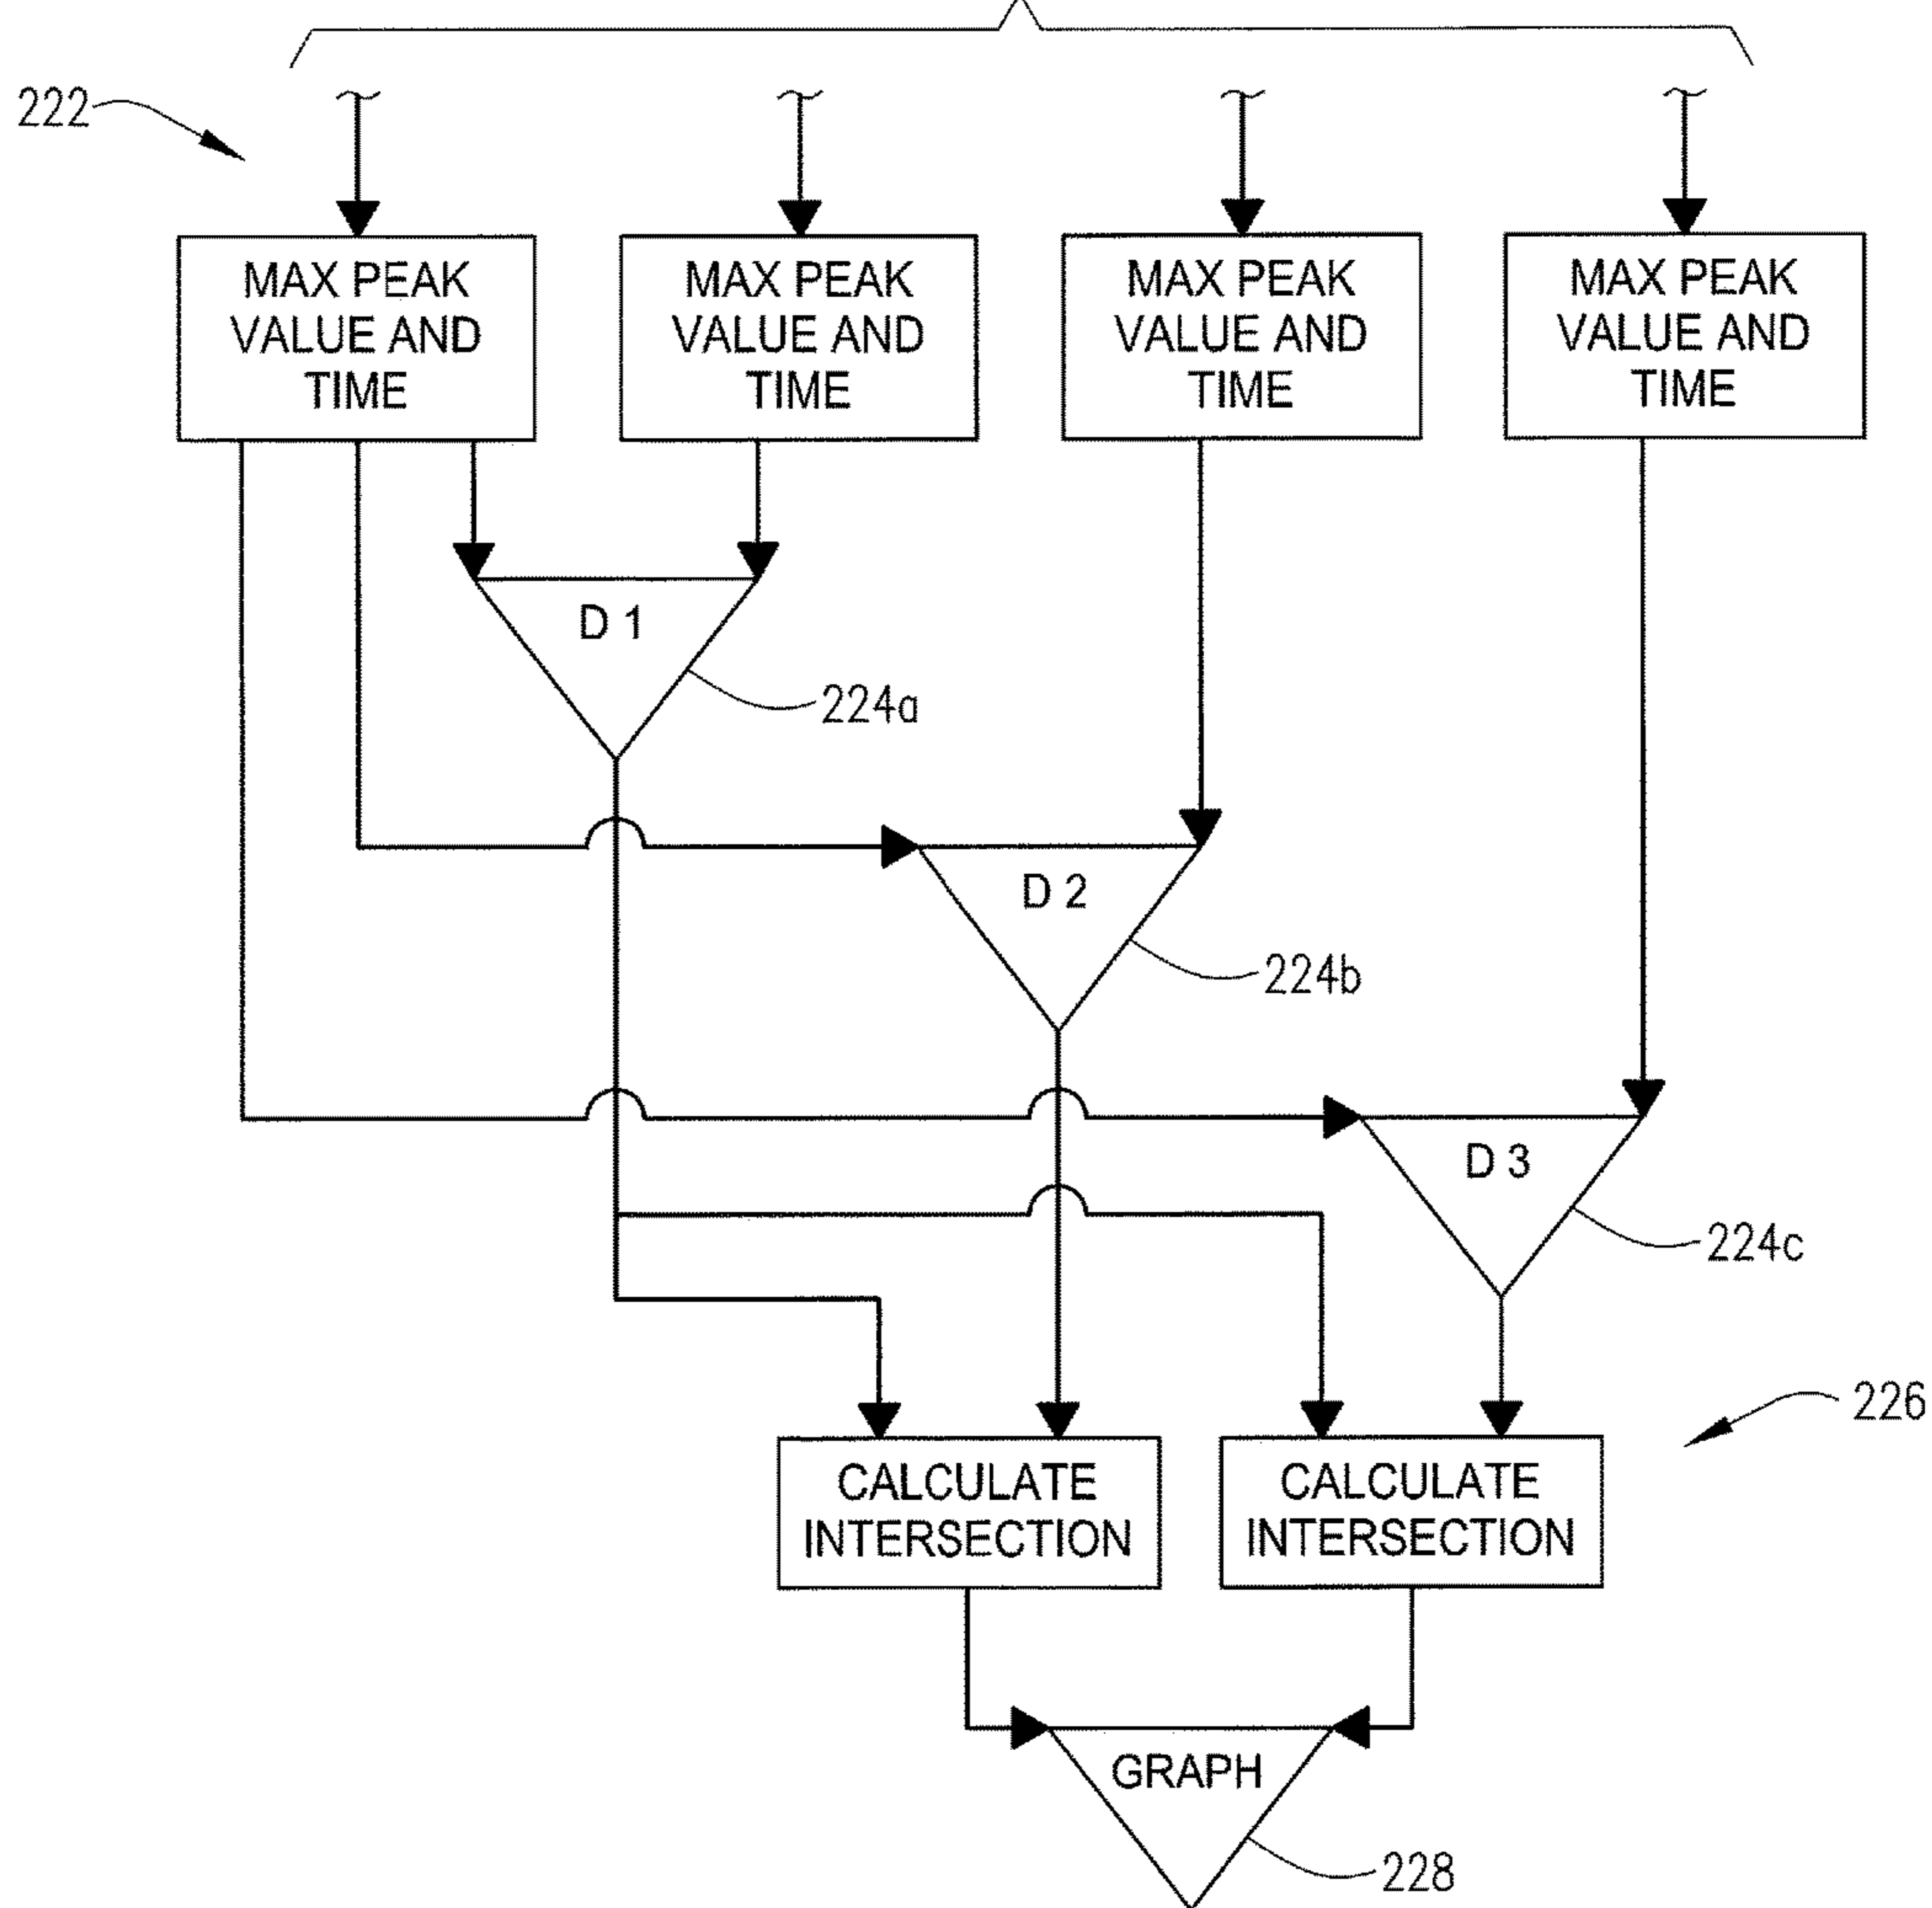 222
MAX PEAK
VALUE AND
TIME
MAX PEAK
VALUE AND
TIME
MAX PEAK
VALUE AND
TIME
MAX PEAK
VALUE AND
TIME
D 1
224a
D 2
224b
D 3
224c
226
CALCULATE
INTERSECTION
CALCULATE
INTERSECTION
GRAPH
228